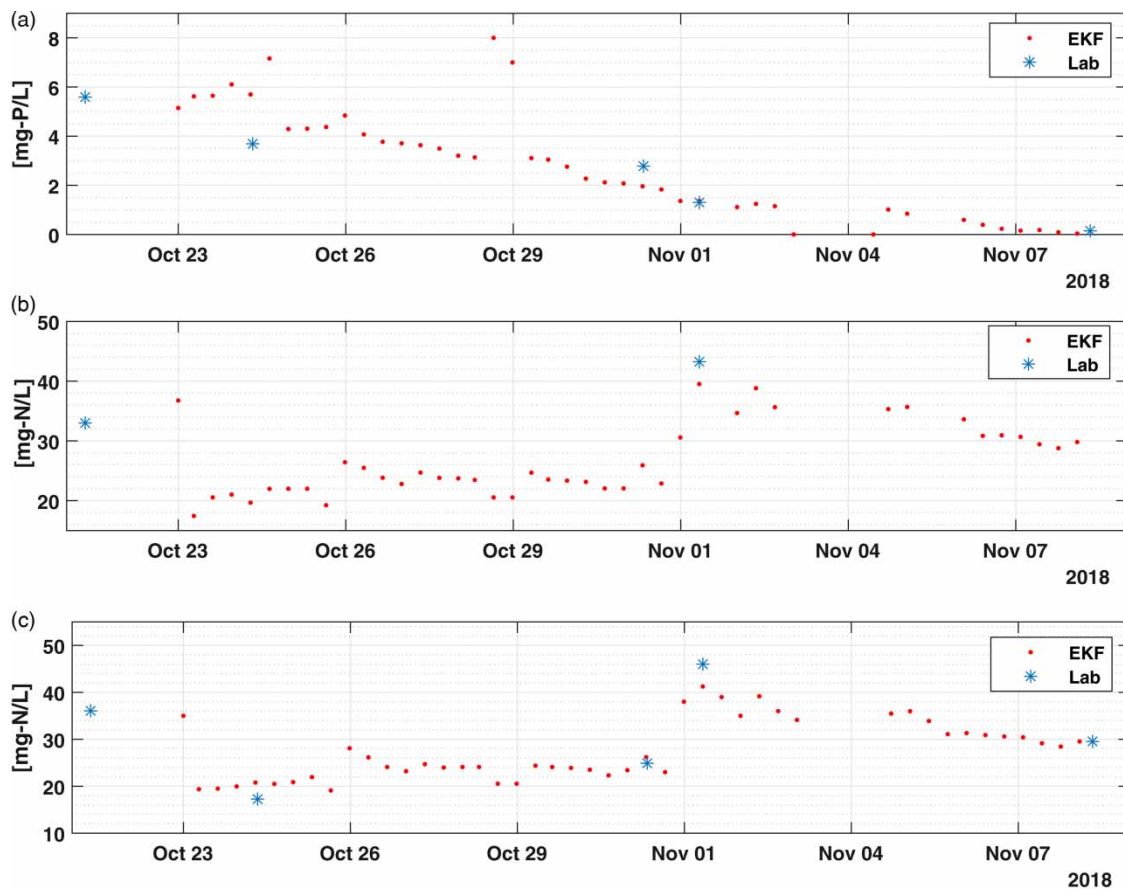 (a)
[mg-P/L]
8
6
4
2
0
EKF
Lab
Oct 23 Oct 26 Oct 29 Nov 01 Nov 04 Nov 07
2018
(b)
[mg-N/L]
50
40
30
20
EKF
Lab
Oct 23 Oct 26 Oct 29 Nov 01 Nov 04 Nov 07
2018
(c)
[mg-N/L]
50
40
30
20
10
EKF
Lab
Oct 23 Oct 26 Oct 29 Nov 01 Nov 04 Nov 07
2018